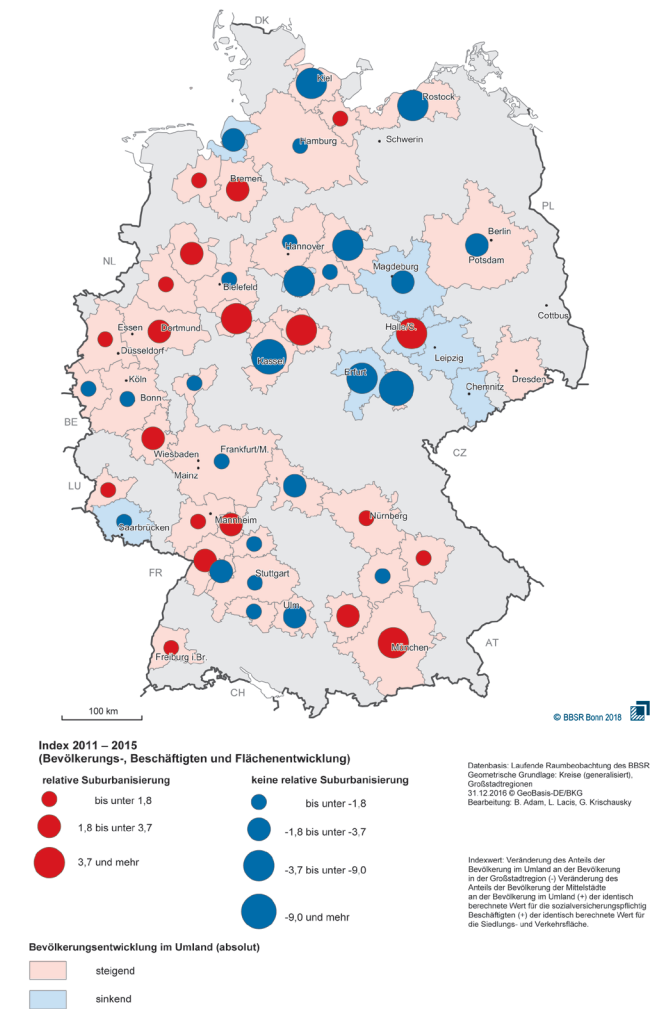 DK
Kiel
Rostock
Hamburg
Schwerin
Bremen
PL
Berlin
Hannover
Potsdam
NL
Magdeburg
Bielefeld
Cottbus
Essen
Dortmund
Halle/S.
Düsseldorf
Leipzig
Kassel
Erfurt
Dresden
Köln
Chemnitz
Bonn
BE
Frankfurt/M.
Wiesbaden
CZ
Mainz
LU
Mannheim
Nürnberg
Saarbrücken
FR
Stuttgart
Ulm
AT
München
Freiburg i.Br.
CH
100 km
© BBSR Bonn 2018
Index 2011 – 2015
(Bevölkerungs-, Beschäftigten und Flächenentwicklung)
relative Suburbanisierung
bis unter 1,8
1,8 bis unter 3,7
3,7 und mehr
keine relative Suburbanisierung
bis unter -1,8
-1,8 bis unter -3,7
-3,7 bis unter -9,0
-9,0 und mehr
Bevölkerungsentwicklung im Umland (absolut)
steigend
sinkend
Datenbasis: Laufende Raumbeobachtung des BBSR
Geometrische Grundlage: Kreise (generalisiert),
Großstadtregionen
31.12.2016 © GeoBasis-DE/BKG
Bearbeitung: B. Adam, L. Lacis, G. Krischausky
Indexwert: Veränderung des Anteils der
Bevölkerung im Umland an der Bevölkerung
in der Großstadtregion (-) Veränderung des
Anteils der Bevölkerung der Mittelstädte
an der Bevölkerung im Umland (+) der identisch
berechnete Wert für die sozialversicherungspflichtig
Beschäftigten (+) der identisch berechnete Wert für
die Siedlungs- und Verkehrsfläche.